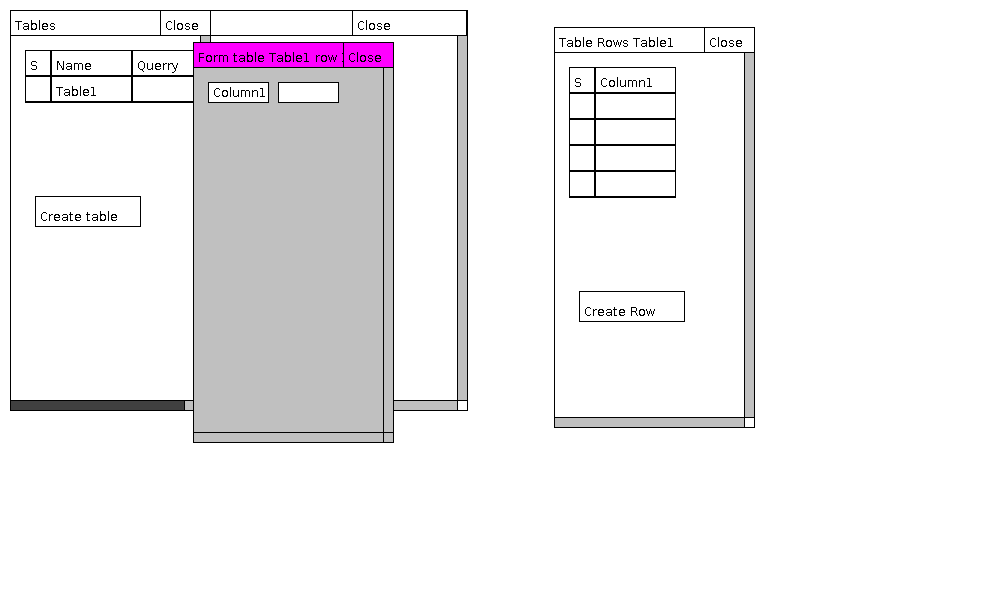 Tables Close Close
S Name Querry
Table1
Create table
Form table Table1 row Close
Column1
Table Rows Table1 Close
S Column1
Create Row